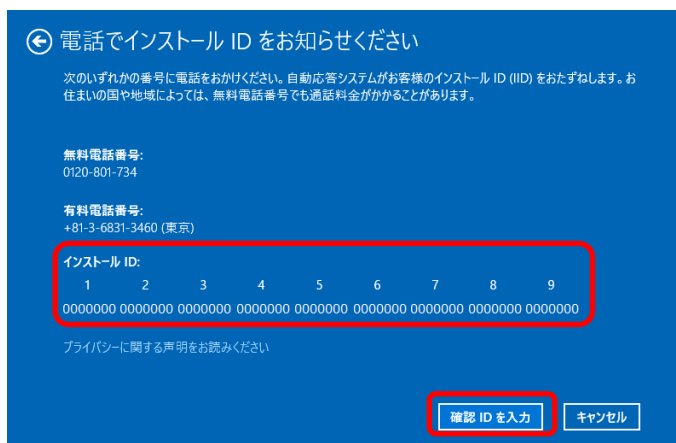 電話でインストール ID をお知らせください
次のいずれかの番号に電話をおかけください。自動応答システムがお客様のインストール ID (IID) をおたずねします。お
住まいの国や地域によっては、無料電話番号でも通話料金がかかることがあります。
無料電話番号:
0120-801-734
有料電話番号:
+81-3-6831-3460 (東京)
インストール ID:
1 2 3 4 5 6 7 8 9
0000000 0000000 0000000 0000000 0000000 0000000 0000000 0000000 0000000
プライバシーに関する声明をお読みください
確認 ID を入力 キャンセル